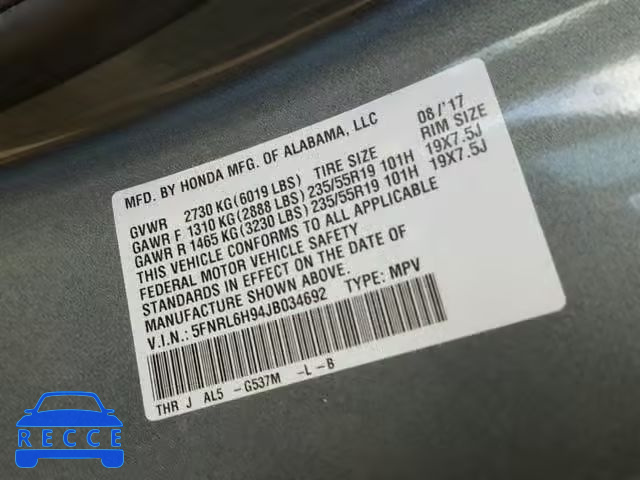 MFD. BY HONDA MFG. OF ALABAMA, LLC 08/'17
TIRE SIZE RIM SIZE
GVWR 2730 KG(6019 LBS)
GAWR F 1310 KG(2888 LBS) 235/55R19 101H 19X7.5J
GAWR R 1465 KG(3230 LBS) 235/55R19 101H 19X7.5J
THIS VEHICLE CONFORMS TO ALL APPLICABLE
FEDERAL MOTOR VEHICLE SAFETY
STANDARDS IN EFFECT ON THE DATE OF
MANUFACTURE SHOWN ABOVE.
V.I.N.: 5FNRL6H94JB034692 TYPE: MPV
THR J AL5 -G537M -L-B
RECCE